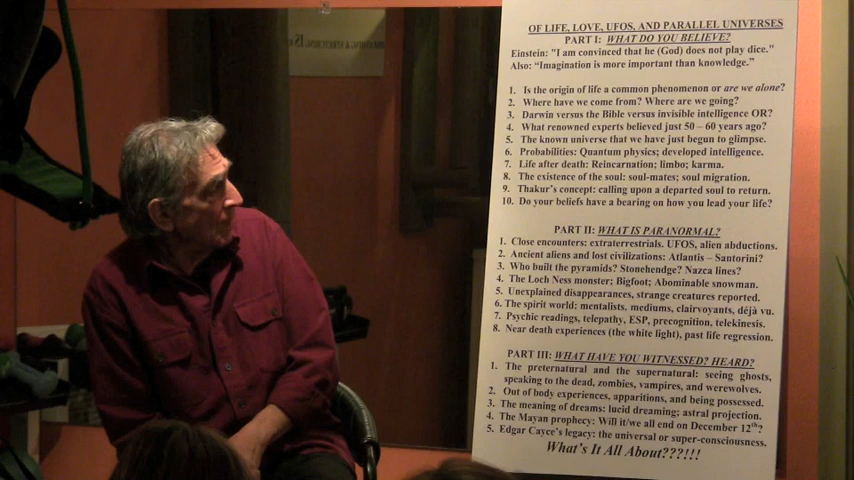 BREATHING, & STRETCHING, IS
OF LIFE, LOVE, UFOS, AND PARALLEL UNIVERSES
PART I: WHAT DO YOU BELIEVE?
Einstein: "I am convinced that he (God) does not play dice."
Also: “Imagination is more important than knowledge.”
1. Is the origin of life a common phenomenon or are we alone?
2. Where have we come from? Where are we going?
3. Darwin versus the Bible versus invisible intelligence OR?
4. What renowned experts believed just 50 – 60 years ago?
5. The known universe that we have just begun to glimpse.
6. Probabilities: Quantum physics; developed intelligence.
7. Life after death: Reincarnation; limbo; karma.
8. The existence of the soul: soul-mates; soul migration.
9. Thakur's concept: calling upon a departed soul to return.
10. Do your beliefs have a bearing on how you lead your life?
PART II: WHAT IS PARANORMAL?
1. Close encounters: extraterrestrials. UFOS, alien abductions.
2. Ancient aliens and lost civilizations: Atlantis – Santorini?
3. Who built the pyramids? Stonehendge? Nazca lines?
4. The Loch Ness monster; Bigfoot; Abominable snowman.
5. Unexplained disappearances, strange creatures reported.
6. The spirit world: mentalists. mediums, clairvoyants, déjà vu.
7. Psychic readings, telepathy, ESP, precognition, telekinesis.
8. Near death experiences (the white light), past life regression.
PART III: WHAT HAVE YOU WITNESSED? HEARD?
1. The preternatural and the supernatural: seeing ghosts,
speaking to the dead, zombies, vampires, and werewolves.
2. Out of body experiences, apparitions, and being possessed.
3. The meaning of dreams: lucid dreaming; astral projection.
4. The Mayan prophecy: Will it/we all end on December 12th?
5. Edgar Cayce's legacy: the universal or super-consciousness.
What's It All About???!!!